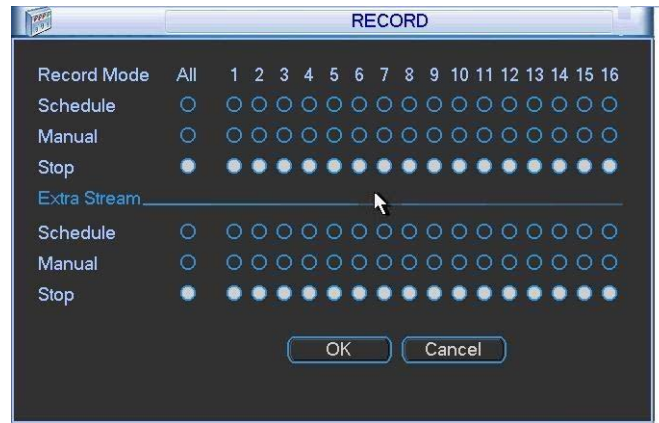 RECORD
Record Mode All 1 2 3 4 5 6 7 8 9 10 11 12 13 14 15 16
Schedule
Manual
Stop
Extra Stream
Schedule
Manual
Stop
OK Cancel